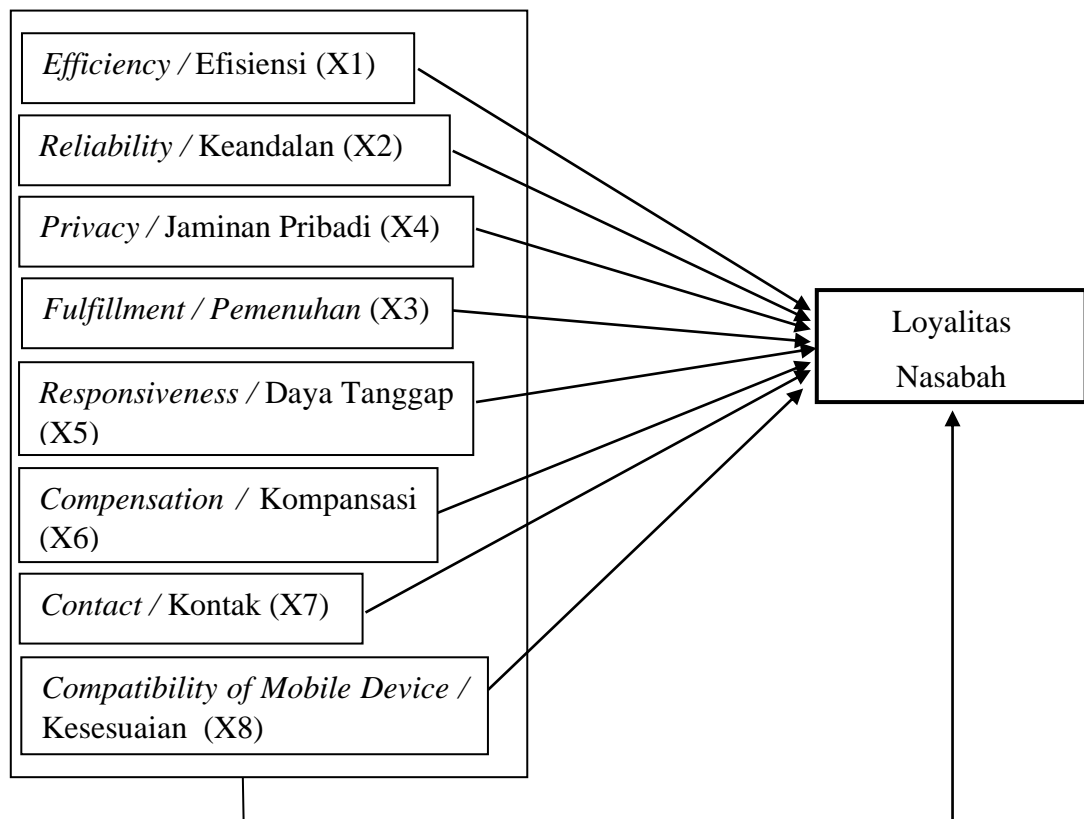 Efficiency / Efisiensi (X1)
Reliability / Keandalan (X2)
Privacy / Jaminan Pribadi (X4)
Fulfillment / Pemenuhan (X3)
Responsiveness / Daya Tanggap
(X5)
Compensation / Kompansasi
(X6)
Contact / Kontak (X7)
Compatibility of Mobile Device /
Kesesuaian (X8)
Loyalitas
Nasabah